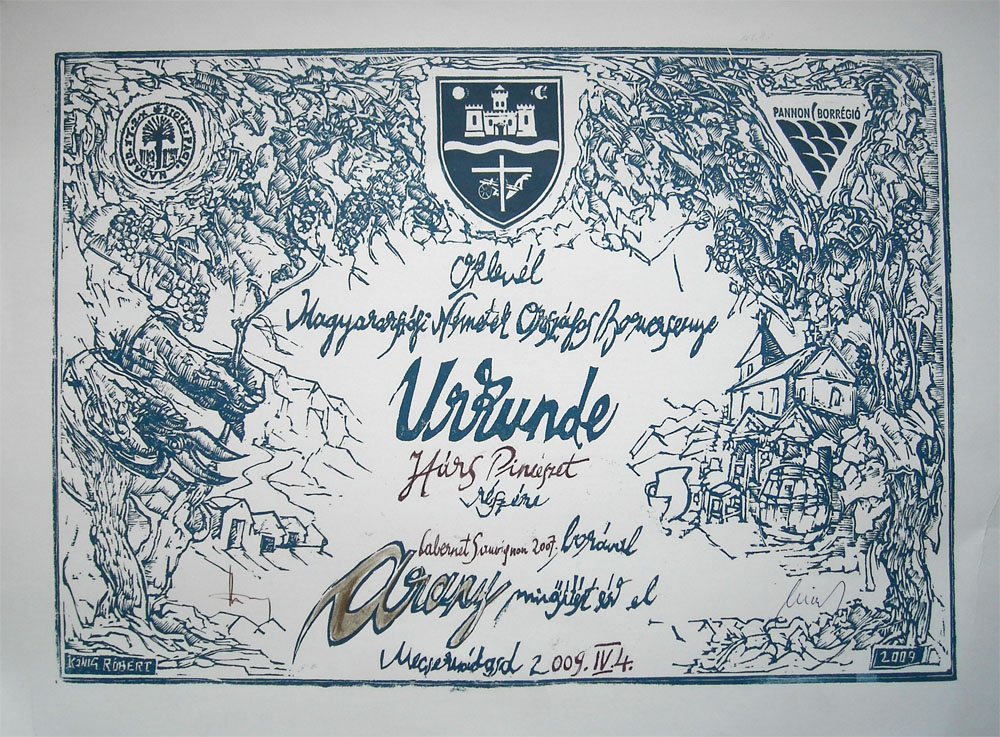 PANNON BORRÉGIÓ
Oklevél
Magyarországi Németek Országos Borversenye
Urkunde
Hárs Pincészet
részére
Cabernet Sauvignon 2007. borával
Arany minősítést ért el
Mecseknádasd 2009. IV. 4.
KŐNIG RÓBERT
2009